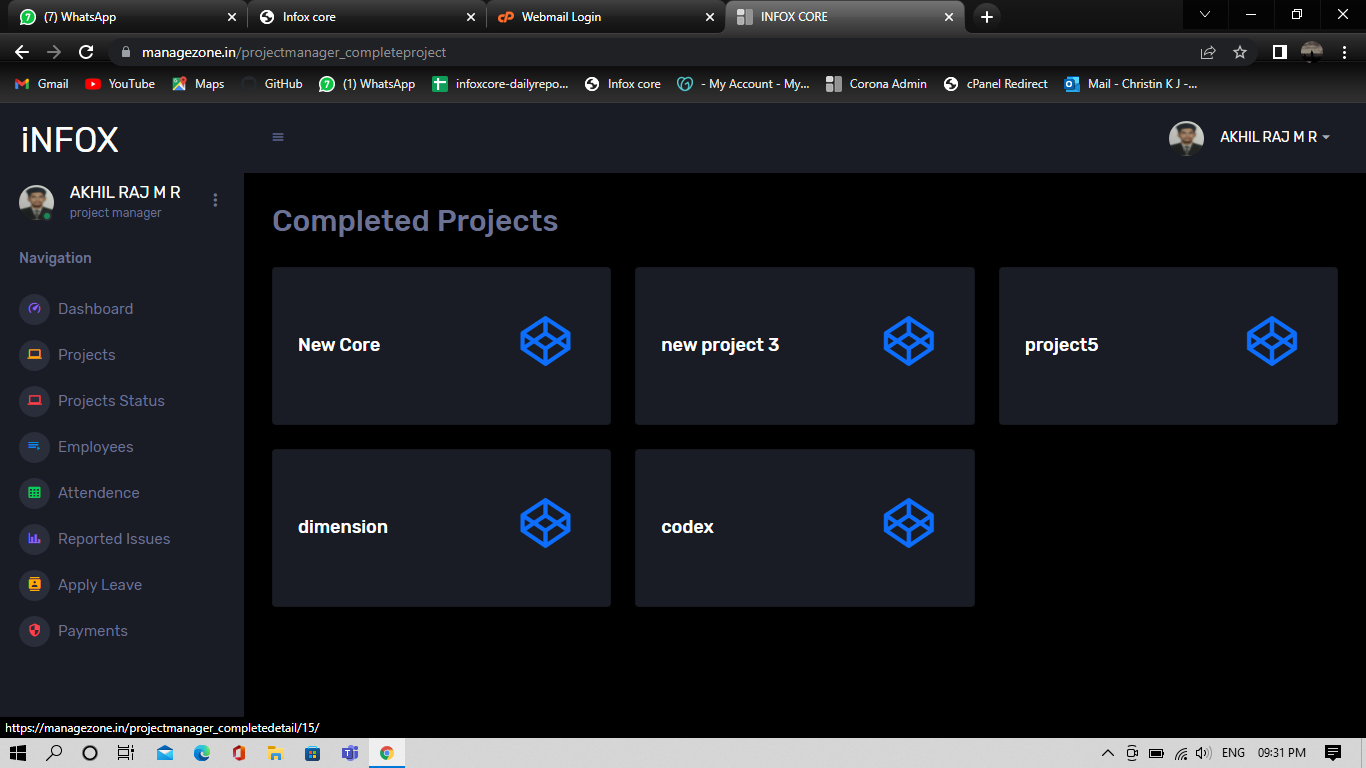 (7) WhatsApp
Infox core
Webmail Login
INFOX CORE
managezone.in/projectmanager_completeproject
Gmail
YouTube
Maps
GitHub
(1) WhatsApp
infoxcore-dailyrepo...
Infox core
- My Account - My...
Corona Admin
cPanel Redirect
Mail - Christin K J -...
iNFOX
AKHIL RAJ M R
AKHIL RAJ M R
project manager
Navigation
Dashboard
Projects
Projects Status
Employees
Attendence
Reported Issues
Apply Leave
Payments
Completed Projects
New Core
new project 3
project5
dimension
codex
https://managezone.in/projectmanager_completedetail/15/
ENG
09:31 PM